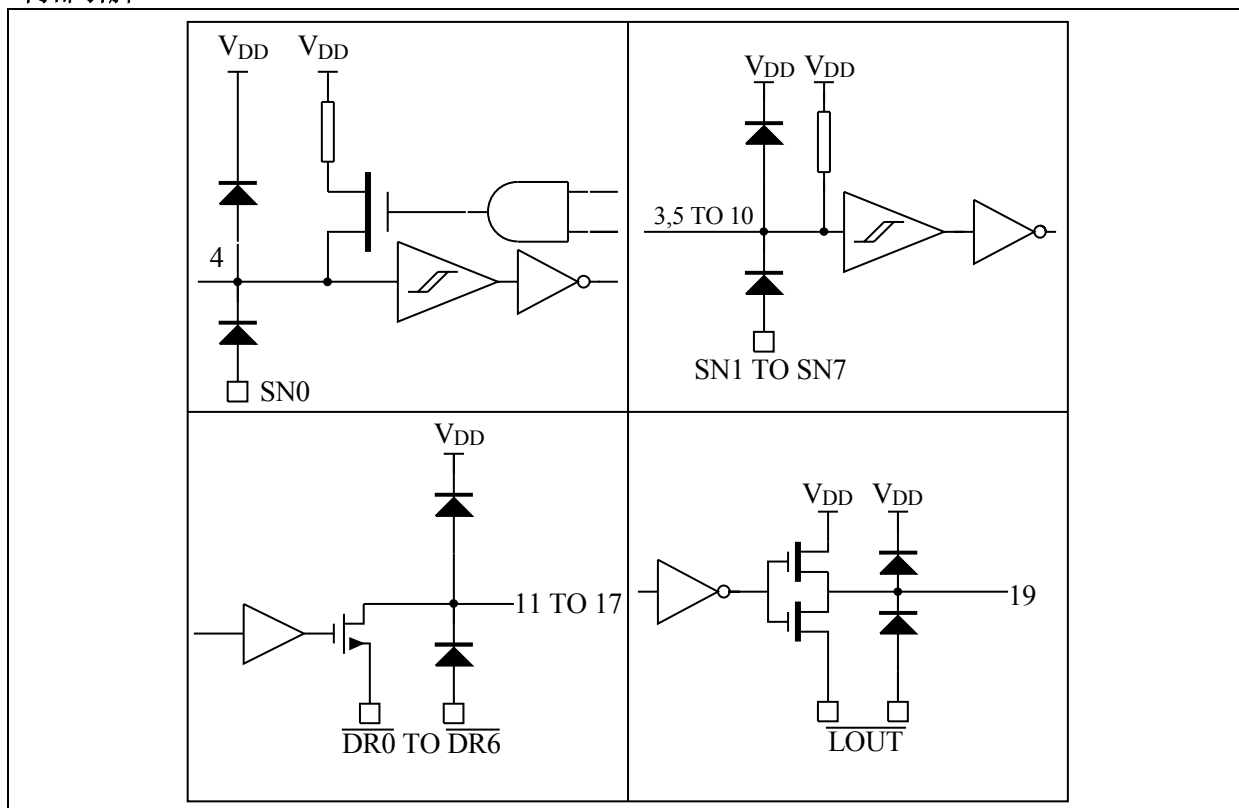 VDD VDD
4
SN0
VDD VDD
3,5 TO 10
SN1 TO SN7
VDD
11 TO 17
DR0 TO DR6
VDD VDD
19
LOUT